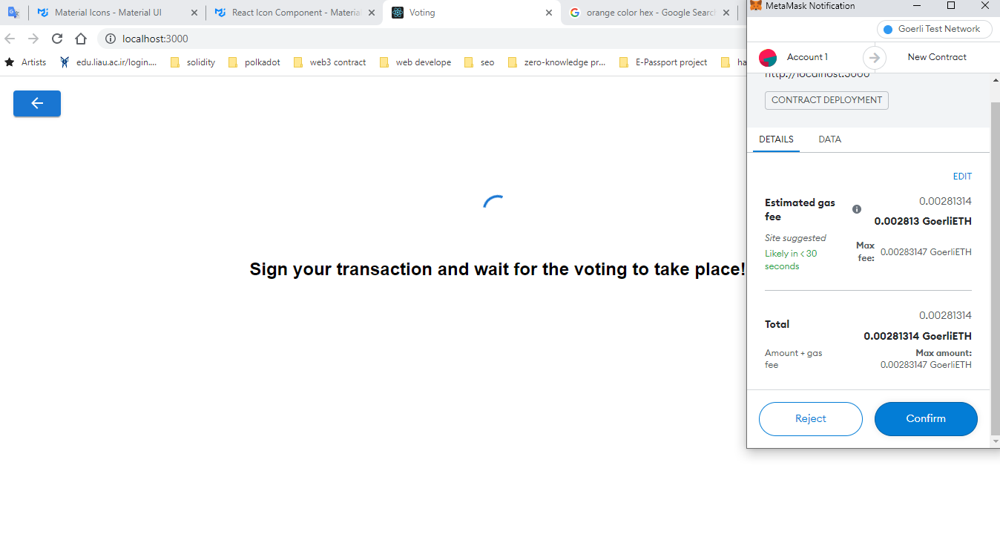 Material Icons - Material UI
React Icon Component - Material
Voting
orange color hex - Google Search
localhost:3000
Artists
edu.liau.ac.ir/login....
solidity
polkadot
web3 contract
web develope
seo
zero-knowledge pr...
E-Passport project
ha
Sign your transaction and wait for the voting to take place!
MetaMask Notification
Goerli Test Network
Account 1
New Contract
http://localhost:3000
CONTRACT DEPLOYMENT
DETAILS
DATA
EDIT
Estimated gas
fee
0.00281314
0.002813 GoerliETH
Site suggested
Likely in < 30
seconds
Max
fee:
0.00283147 GoerliETH
Total
0.00281314
0.00281314 GoerliETH
Amount + gas
fee
Max amount:
0.00283147 GoerliETH
Reject
Confirm